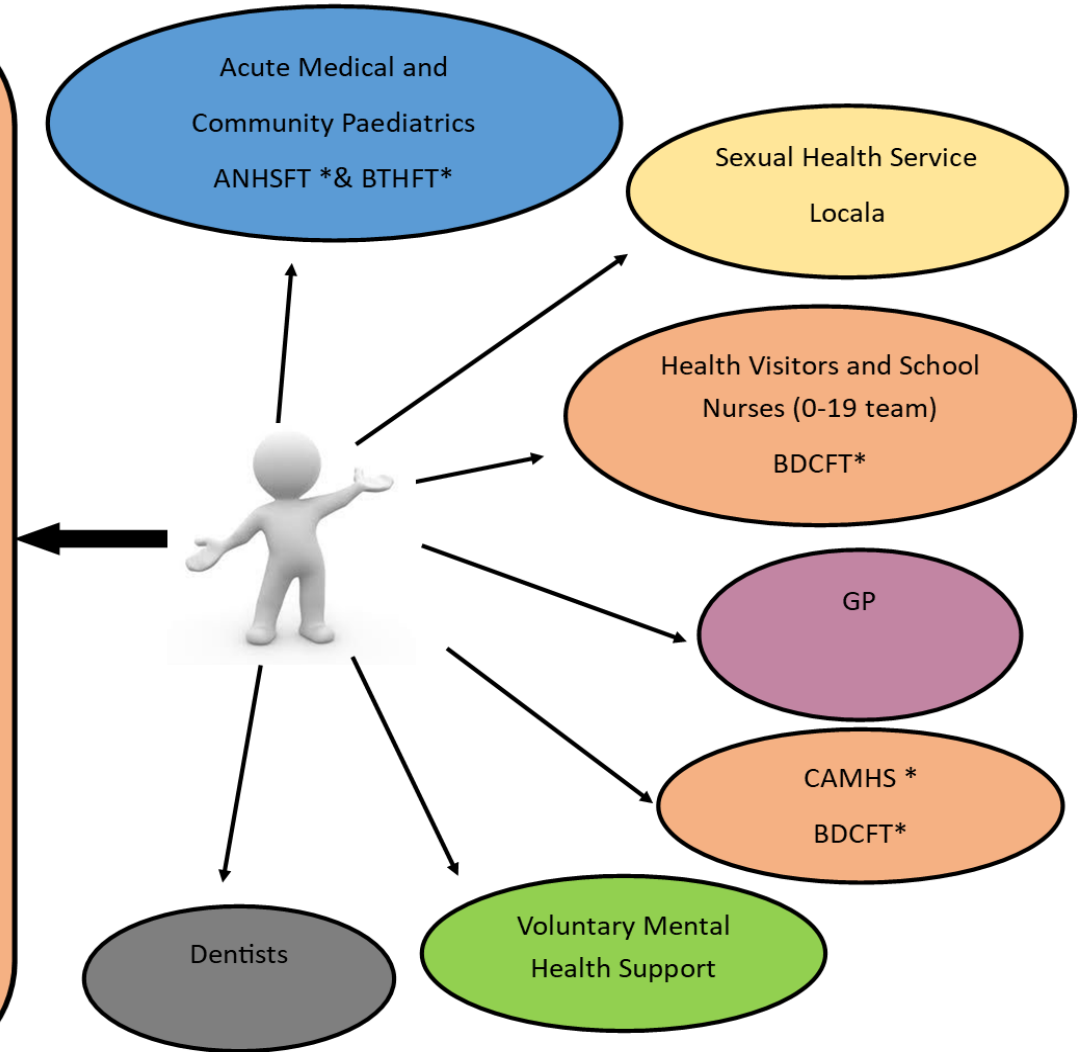 Acute Medical and
Community Paediatrics
ANHSFT *& BTHFT*
Sexual Health Service
Locala
Health Visitors and School
Nurses (0-19 team)
BDCFT*
GP
CAMHS *
BDCFT*
Voluntary Mental
Health Support
Dentists